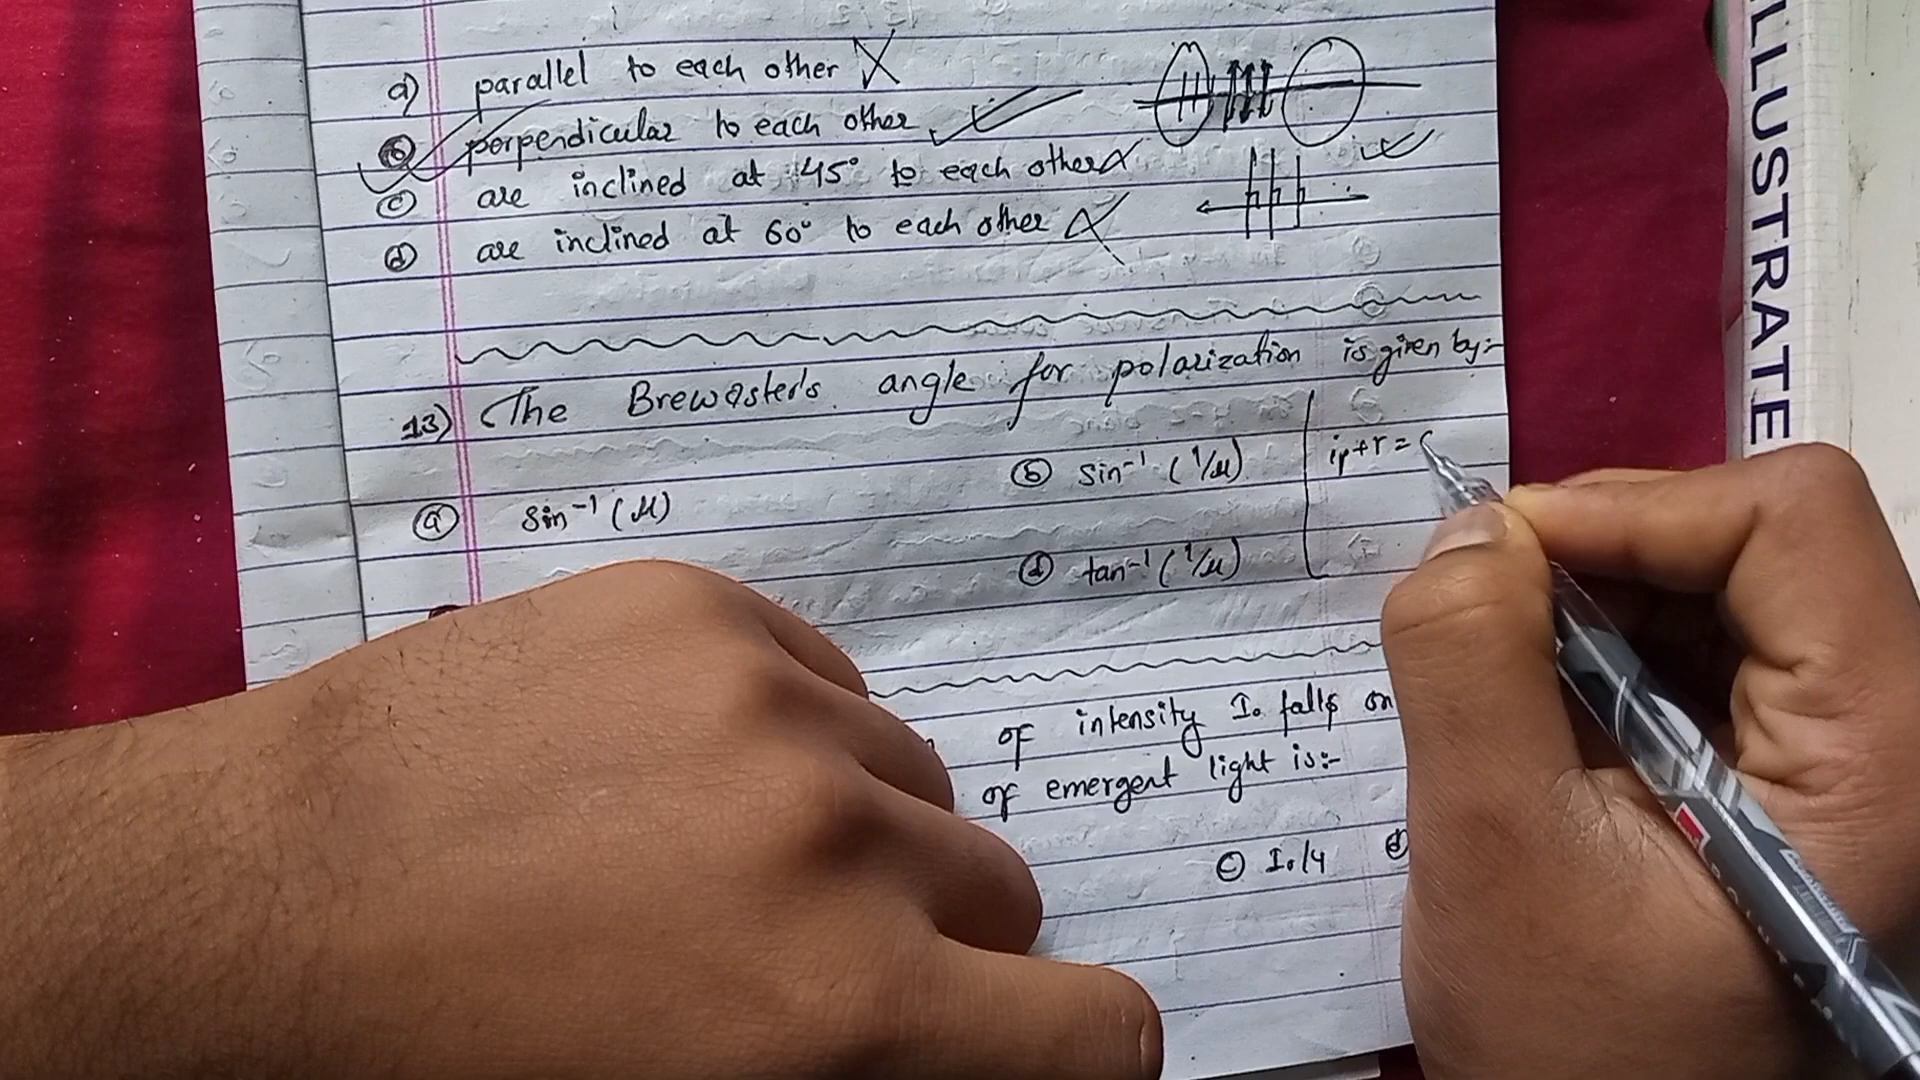 a) parallel to each other
b perpendicular to each other
c are inclined at 45° to each other
d are inclined at 60° to each other
13) The Brewaster's angle for polarization is given by:-
a sin⁻¹ (μ)
b sin⁻¹ (1/μ)
ip+r=
d tan⁻¹ (1/μ)
of intensity I₀ falls on
of emergent light is:-
c I₀/4 d
LLUSTRATE